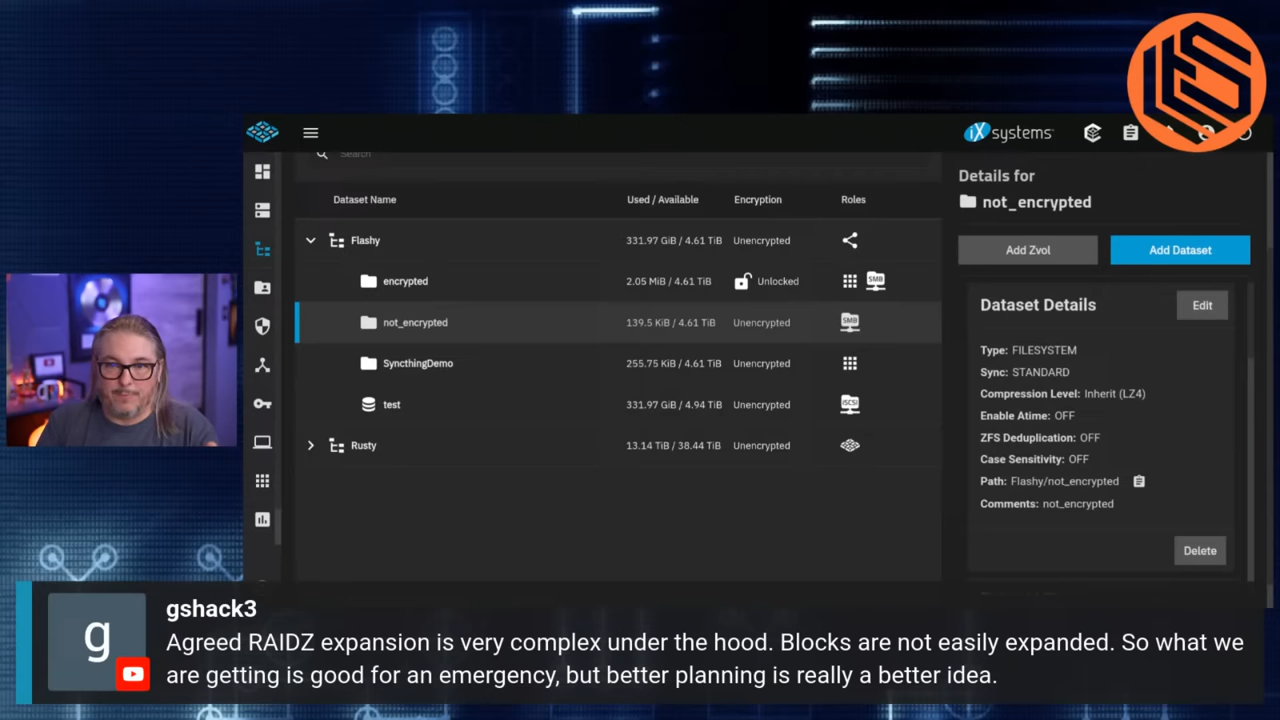 iX systems
Search
Dataset Name Used / Available Encryption Roles
Flashy 331.97 GiB / 4.61 TiB Unencrypted
encrypted 2.05 MiB / 4.61 TiB Unlocked SMB
not_encrypted 139.5 KiB / 4.61 TiB Unencrypted SMB
SyncthingDemo 255.75 KiB / 4.61 TiB Unencrypted
test 331.97 GiB / 4.94 TiB Unencrypted iSCSI
Rusty 13.14 TiB / 38.44 TiB Unencrypted
Details for
not_encrypted
Add Zvol Add Dataset
Dataset Details Edit
Type: FILESYSTEM
Sync: STANDARD
Compression Level: Inherit (LZ4)
Enable Atime: OFF
ZFS Deduplication: OFF
Case Sensitivity: OFF
Path: Flashy/not_encrypted
Comments: not_encrypted
Delete
g
gshack3
Agreed RAIDZ expansion is very complex under the hood. Blocks are not easily expanded. So what we
are getting is good for an emergency, but better planning is really a better idea.